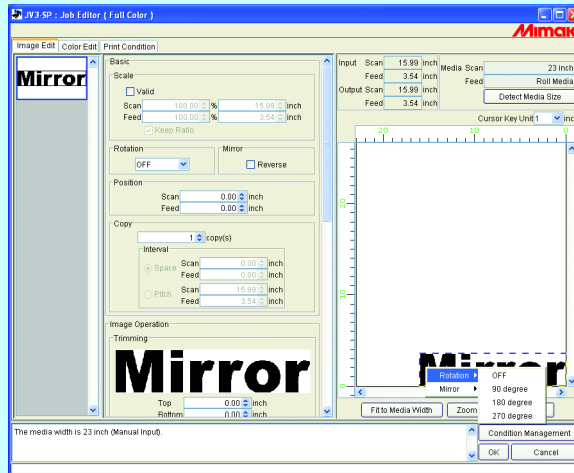 JV3-SP : Job Editor ( Full Color )
Mimaki
Image Edit Color Edit Print Condition
Mirror
Basic
Scale
Valid
Scan 100.00 % 15.99 inch
Feed 100.00 % 3.54 inch
Keep Ratio
Rotation
OFF
Mirror
Reverse
Position
Scan 0.00 inch
Feed 0.00 inch
Copy
1 copy(s)
Interval
Space
Scan 0.00 inch
Feed 0.00 inch
Pitch
Scan 15.99 inch
Feed 3.54 inch
Image Operation
Trimming
Mirror
Top 0.00 inch
Bottom 0.00 inch
Input Scan 15.99 inch
Feed 3.54 inch
Output Scan 15.99 inch
Feed 3.54 inch
Media Scan 23 inch
Feed Roll Media
Detect Media Size
Cursor Key Unit 1 inc
20 10 0
20
10
0
Mirror
Rotation
Mirror
OFF
90 degree
180 degree
270 degree
Fit to Media Width
Zoom
The media width is 23 inch (Manual Input).
Condition Management
OK Cancel